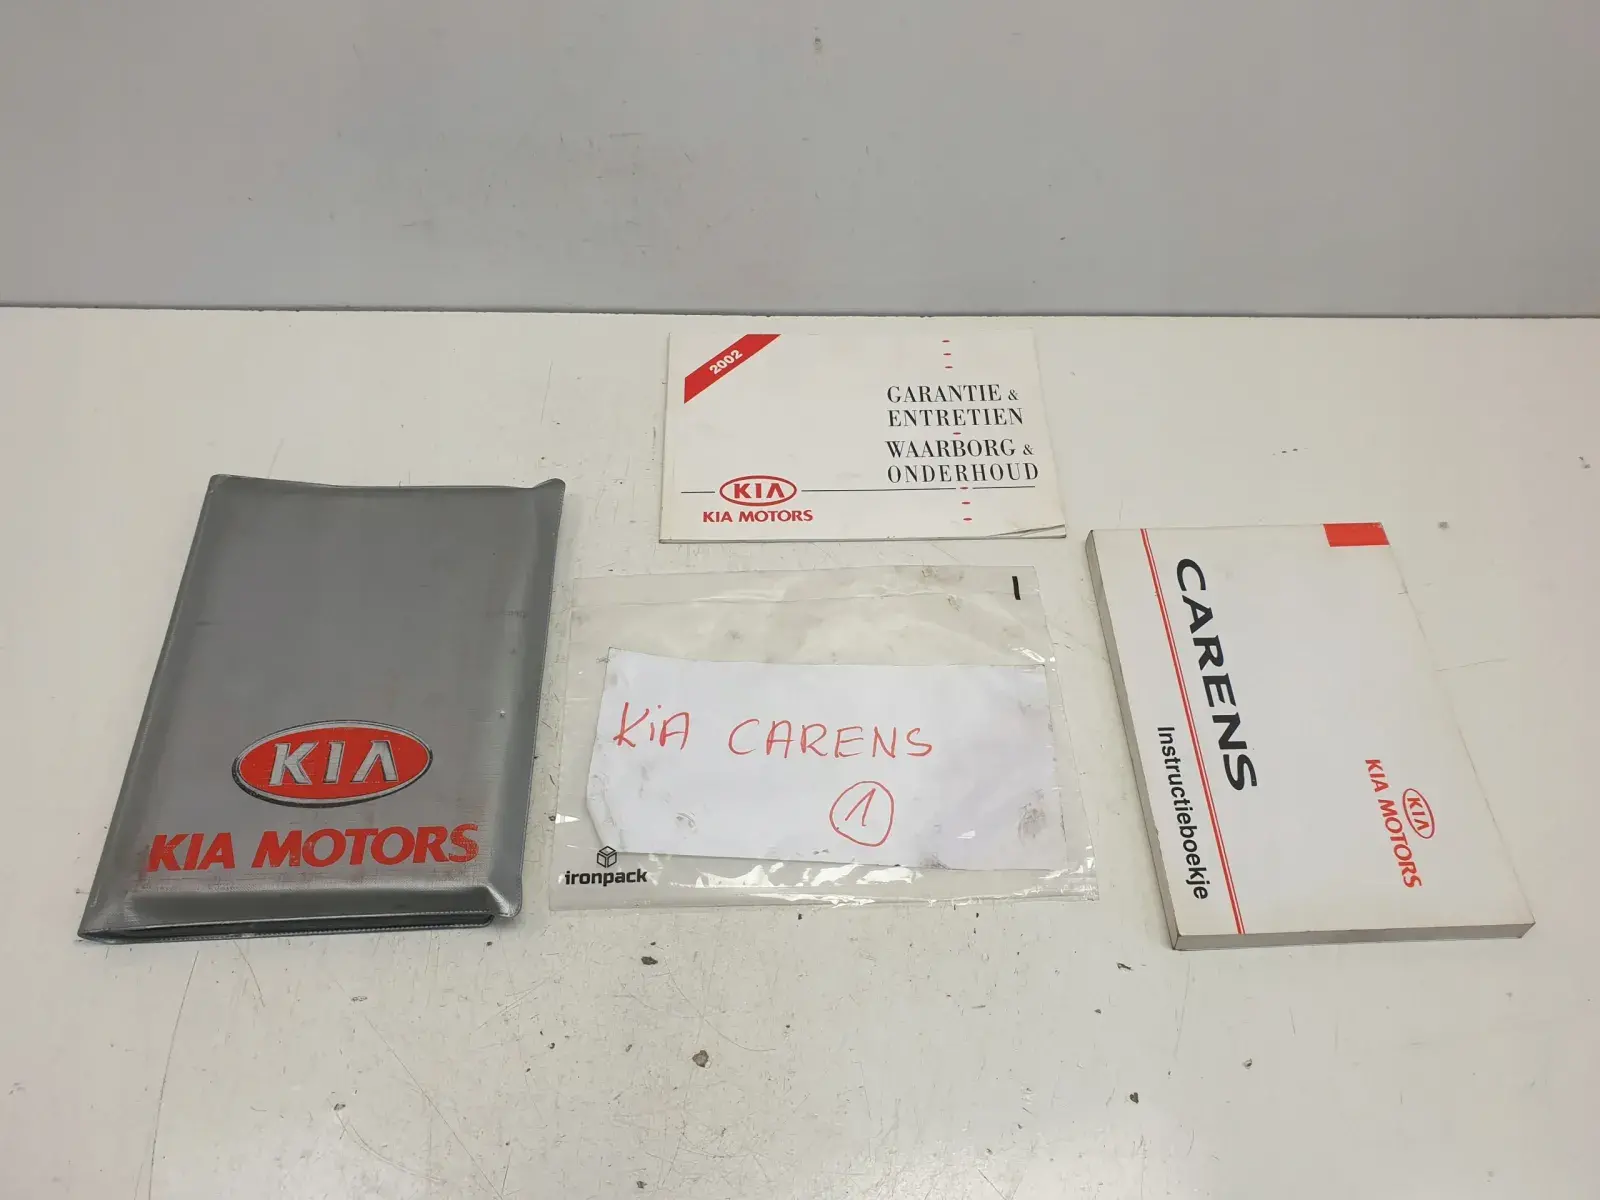 2002
GARANTIE &
ENTRETIEN
WAARBORG &
ONDERHOUD
KIA
KIA MOTORS
KIA
KIA MOTORS
KiA CARENS
1
ironpack
CARENS
Instructieboekje
KIA
KIA MOTORS